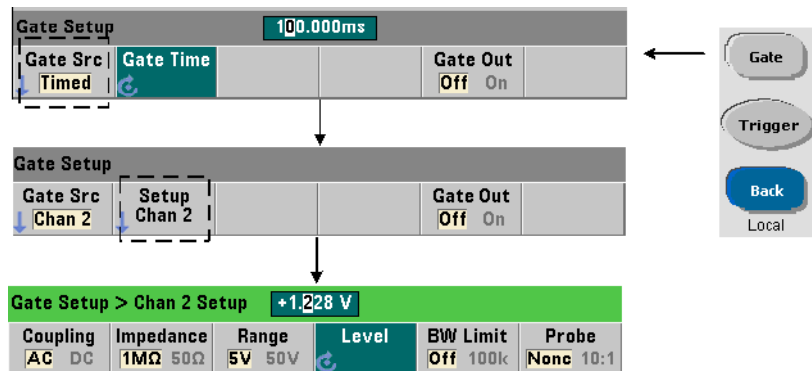 Gate Setup 100.000ms
Gate Src Gate Time Gate Out
Timed Off On
Gate
Trigger
Back
Local
Gate Setup
Gate Src Setup Gate Out
Chan 2 Chan 2 Off On
Gate Setup > Chan 2 Setup +1.228 V
Coupling Impedance Range Level BW Limit Probe
AC DC 1MΩ 50Ω 5V 50V Off 100k None 10:1